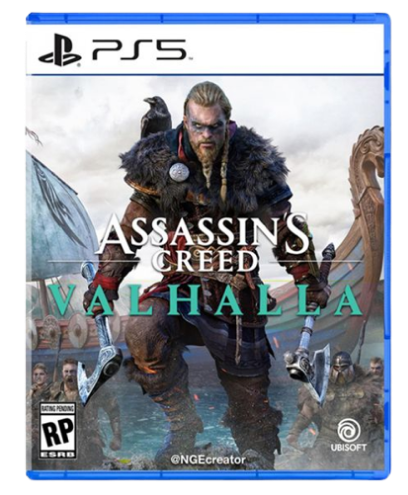 PS5
ASSASSIN'S
CREED
VALHALLA
RATING PENDING
RP
ESRB
UBISOFT
@NGEcreator